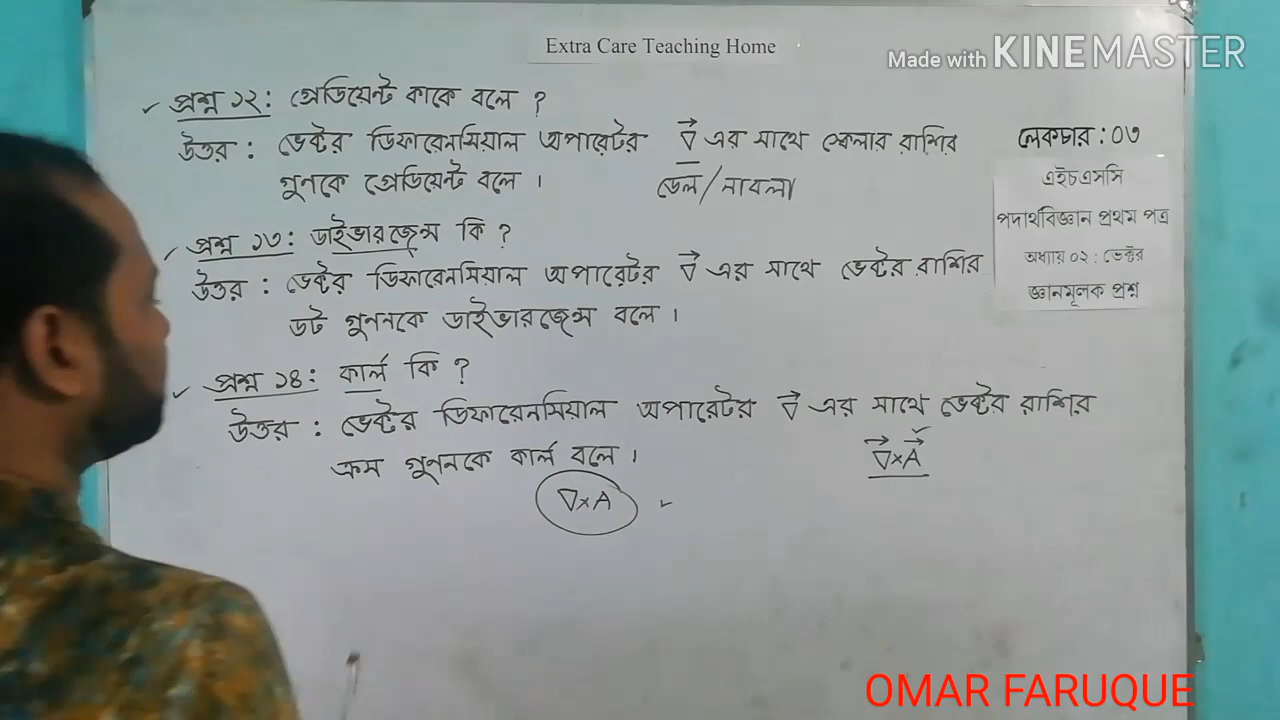 Extra Care Teaching Home
Made with KINEMASTER
প্রশ্ন ১২: গ্রেডিয়েন্ট কাকে বলে ?
উত্তর : ভেক্টর ডিফারেনসিয়াল অপারেটর ∇⃗ এর সাথে স্কেলার রাশির
গুনকে গ্রেডিয়েন্ট বলে ।
ডেল/নাবলা
প্রশ্ন ১৩: ডাইভারজেন্স কি ?
উত্তর : ভেক্টর ডিফারেনসিয়াল অপারেটর ∇⃗ এর সাথে ভেক্টর রাশির
ডট গুননকে ডাইভারজেন্স বলে ।
প্রশ্ন ১৪: কার্ল কি ?
উত্তর : ভেক্টর ডিফারেনসিয়াল অপারেটর ∇⃗ এর সাথে ভেক্টর রাশির
ক্রস গুণনকে কার্ল বলে ।
∇⃗×A⃗
∇×A
লেকচার : ০৩
এইচএসসি
পদার্থবিজ্ঞান প্রথম পত্র
অধ্যায় ০২ : ভেক্টর
জ্ঞানমূলক প্রশ্ন
OMAR FARUQUE